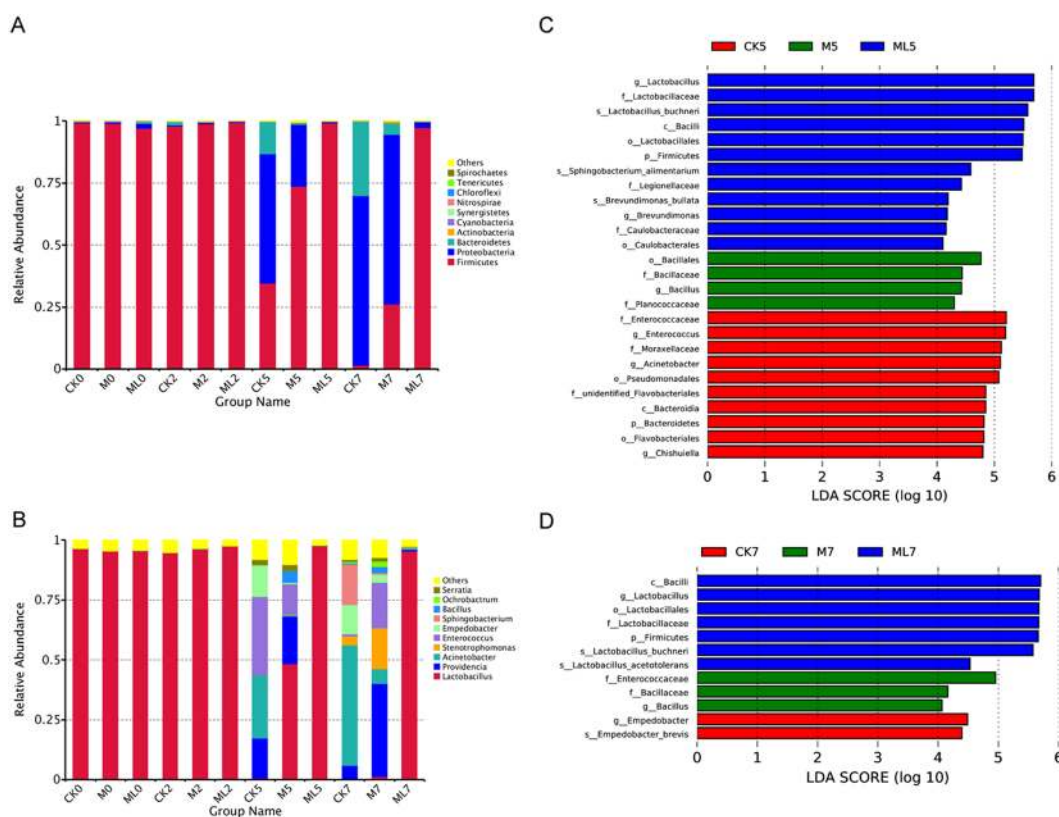 A
Relative Abundance
1
0.75
0.5
0.25
0
CK0 M0 ML0 CK2 M2 ML2 CK5 M5 ML5 CK7 M7 ML7
Group Name
Others
Spirochaetes
Tenericutes
Chloroflexi
Nitrospirae
Synergistetes
Cyanobacteria
Actinobacteria
Bacteroidetes
Proteobacteria
Firmicutes
B
Relative Abundance
1
0.75
0.5
0.25
0
CK0 M0 ML0 CK2 M2 ML2 CK5 M5 ML5 CK7 M7 ML7
Group Name
Others
Serratia
Ochrobactrum
Bacillus
Sphingobacterium
Empedobacter
Enterococcus
Stenotrophomonas
Acinetobacter
Providencia
Lactobacillus
C
CK5 M5 ML5
g__Lactobacillus
f__Lactobacillaceae
s__Lactobacillus_buchneri
c__Bacilli
o__Lactobacillales
p__Firmicutes
s__Sphingobacterium_alimentarium
f__Legionellaceae
s__Brevundimonas_bullata
g__Brevundimonas
f__Caulobacteraceae
o__Caulobacterales
o__Bacillales
f__Bacillaceae
g__Bacillus
f__Planococcaceae
f__Enterococcaceae
g__Enterococcus
f__Moraxellaceae
g__Acinetobacter
o__Pseudomonadales
f__unidentified_Flavobacteriales
c__Bacteroidia
p__Bacteroidetes
o__Flavobacteriales
g__Chishuiella
0 1 2 3 4 5 6
LDA SCORE (log 10)
D
CK7 M7 ML7
c__Bacilli
g__Lactobacillus
o__Lactobacillales
f__Lactobacillaceae
p__Firmicutes
s__Lactobacillus_buchneri
s__Lactobacillus_acetotolerans
f__Enterococcaceae
f__Bacillaceae
g__Bacillus
g__Empedobacter
s__Empedobacter_brevis
0 1 2 3 4 5 6
LDA SCORE (log 10)